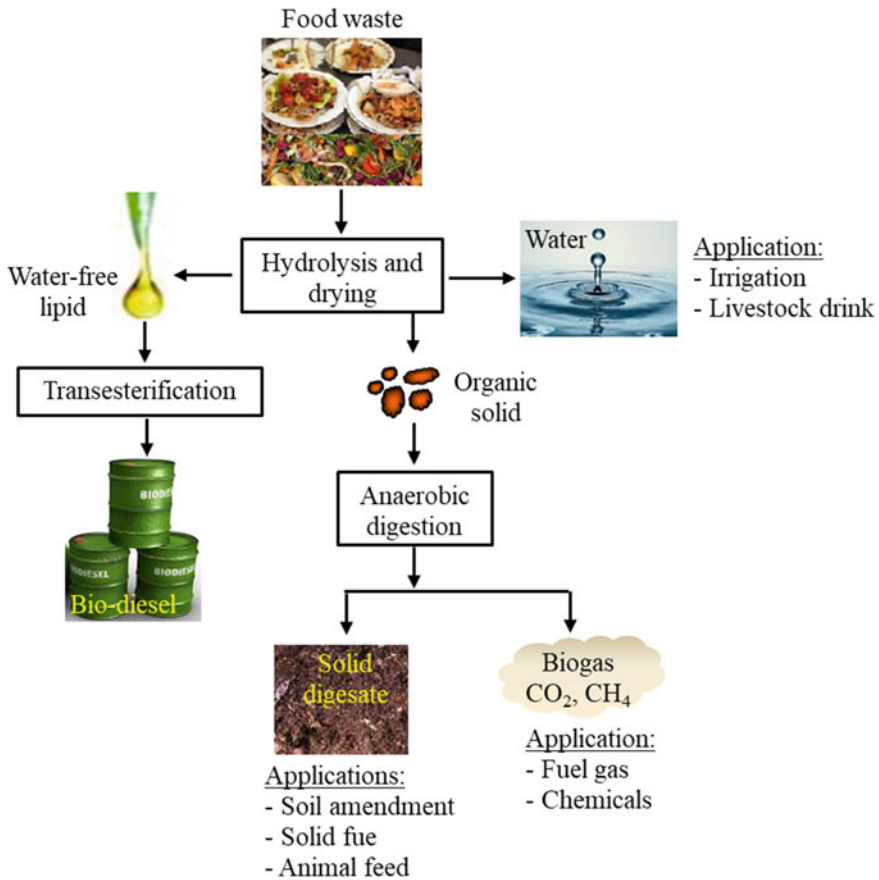 Food waste
Water-free
lipid
Hydrolysis and
drying
Water
Application:
- Irrigation
- Livestock drink
Transesterification
Organic
solid
BIODIESEL
BIODIESEL
BIODIESEL
Bio-diesel
Anaerobic
digestion
Solid
digesate
Applications:
- Soil amendment
- Solid fue
- Animal feed
Biogas
CO₂, CH₄
Application:
- Fuel gas
- Chemicals